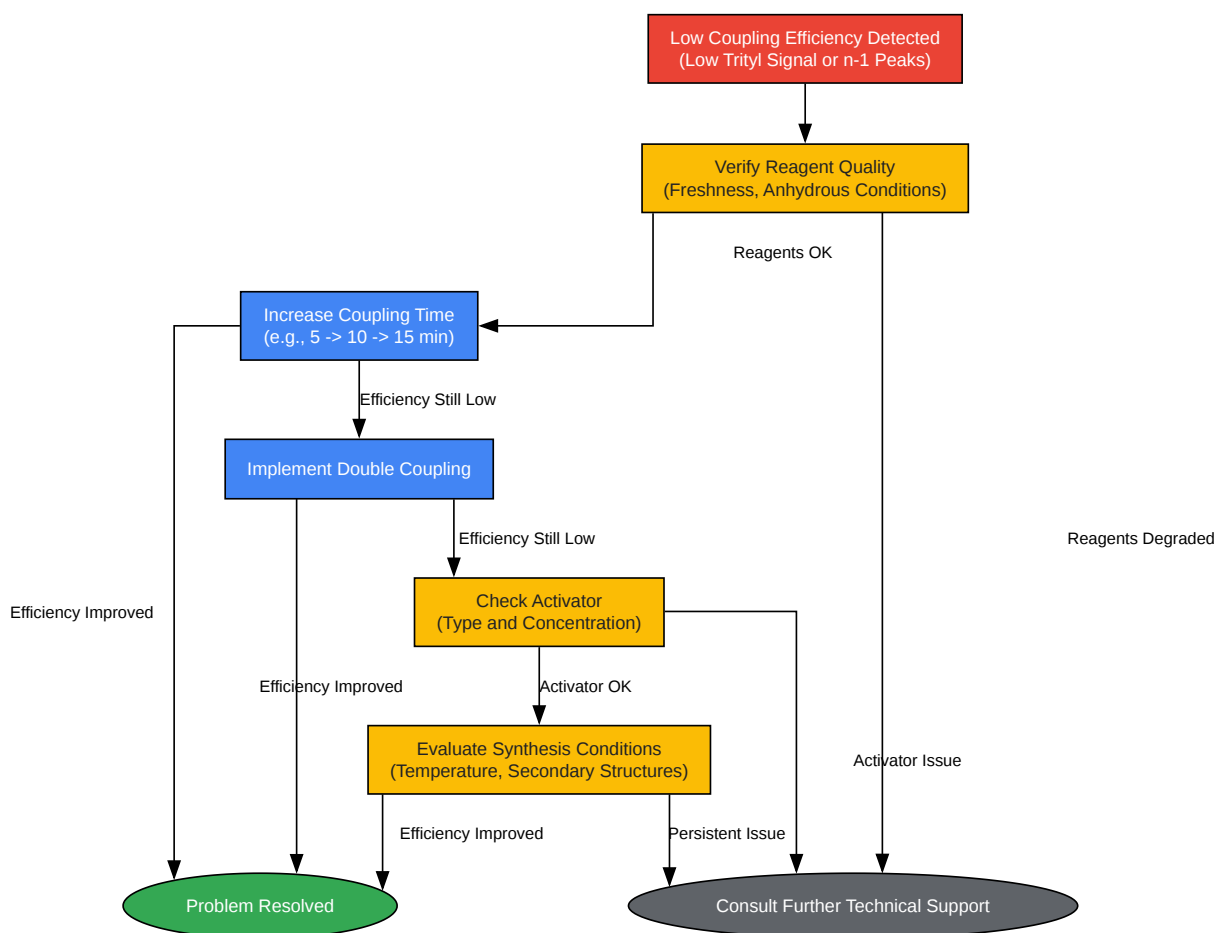 Low Coupling Efficiency Detected
(Low Trityl Signal or n-1 Peaks)
Verify Reagent Quality
(Freshness, Anhydrous Conditions)
Reagents OK
Increase Coupling Time
(e.g., 5 -> 10 -> 15 min)
Efficiency Still Low
Implement Double Coupling
Efficiency Still Low
Reagents Degraded
Check Activator
(Type and Concentration)
Efficiency Improved
Efficiency Improved
Activator OK
Evaluate Synthesis Conditions
(Temperature, Secondary Structures)
Activator Issue
Efficiency Improved
Persistent Issue
Problem Resolved
Consult Further Technical Support